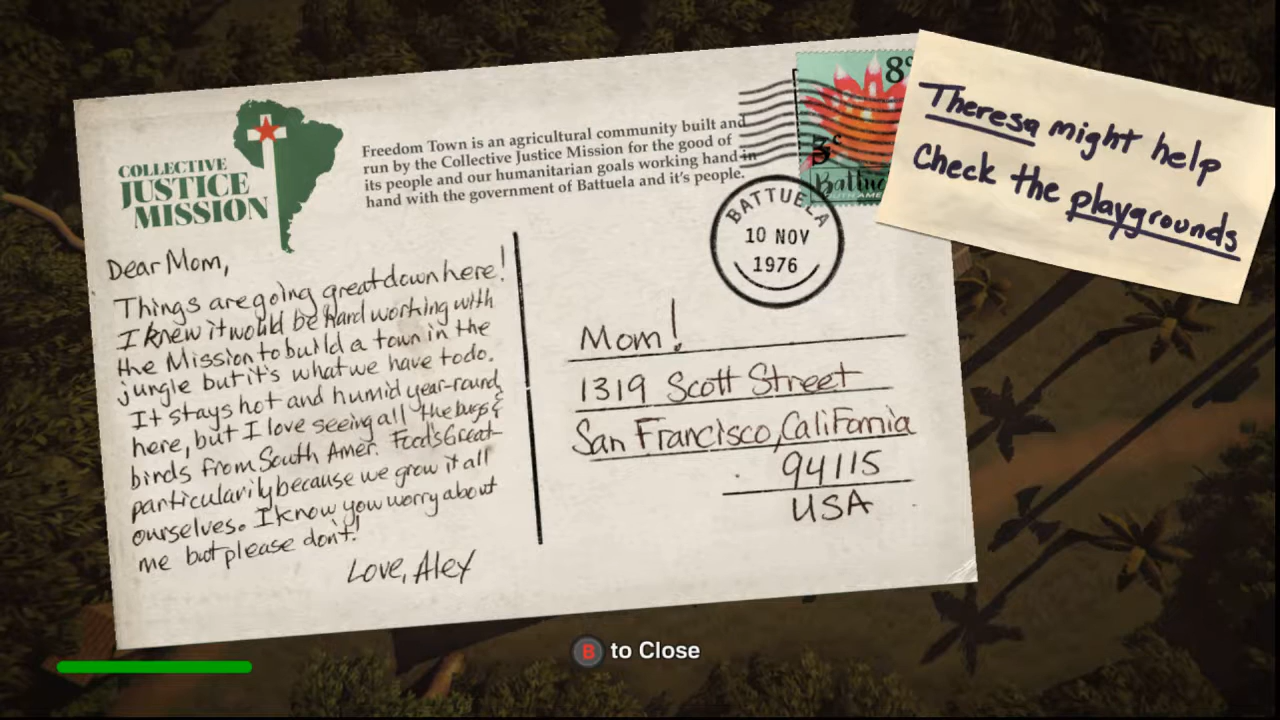 COLLECTIVE
JUSTICE
MISSION
Freedom Town is an agricultural community built and
run by the Collective Justice Mission for the good of
its people and our humanitarian goals working hand in
hand with the government of Battuela and it's people.
8c
3c
BATTUELA
10 NOV
1976
Theresa might help
Check the playgrounds
Dear Mom,
Things are going great down here!
I knew it would be hard working with
the Mission to build a town in the
jungle but it's what we have to do.
It stays hot and humid year-round
here, but I love seeing all the bugs &
birds from South Amer. Food's Great
particularily because we grow it all
ourselves. I know you worry about
me but please don't!
Love, Alex
Mom!
1319 Scott Street
San Francisco, California
94115
USA
B to Close